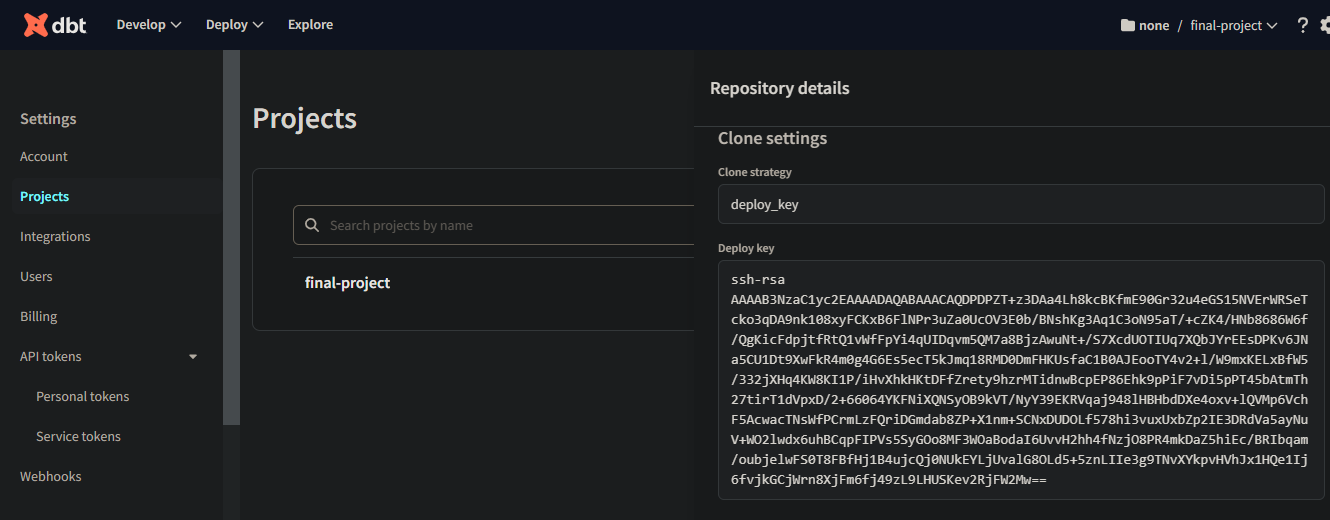 dbt Develop Deploy Explore none / final-project ?
Settings
Account
Projects
Integrations
Users
Billing
API tokens
Personal tokens
Service tokens
Webhooks
Projects
Search projects by name
final-project
Repository details
Clone settings
Clone strategy
deploy_key
Deploy key
ssh-rsa
AAAAB3NzaC1yc2EAAAADAQABAAACAQDPDPZT+z3DAa4Lh8kcBKfmE90Gr32u4eGS15NVErWRSeT
cko3qDA9nk108xyFCKxB6FlNPr3uZa0UcOV3E0b/BNshKg3Aq1C3oN95aT/+cZK4/HNb8686W6f
/QgKicFdpjtfRtQ1vWfFpYi4qUIDqvm5QM7a8BjzAwuNt+/S7XcdUOTIUq7XQbJYrEEsDPKv6JN
a5CU1Dt9XwFkR4m0g4G6Es5ecT5kJmq18RMD0DmFHKUsfaC1B0AJEooTY4v2+l/W9mxKELxBfW5
/332jXHq4KW8KI1P/iHvXhkHKtDFfZrety9hzrMTidnwBcpEP86Ehk9pPiF7vDi5pPT45bAtmTh
27tirT1dVpxD/2+66064YKFNiXQNSyOB9kVT/NyY39EKRVqaj948lHBHbdDXe4oxv+lQVMp6Vch
F5AcwacTNsWfPCrmLzFQriDGmdab8ZP+X1nm+SCNxDUDOLf578hi3vuxUxbZp2IE3DRdVa5ayNu
V+WO2lwdx6uhBCqpFIPVs5SyGOo8MF3WOaBodaI6UvvH2hh4fNzjO8PR4mkDaZ5hiEc/BRIbqam
/oubjelwFS0T8FBfHj1B4ujcQj0NUkEYLjUvalG8OLd5+5znLIIe3g9TNvXYkpvHVhJx1HQe1Ij
6fvjkGCjWrn8XjFm6fj49zL9LHUSKev2RjFW2Mw==